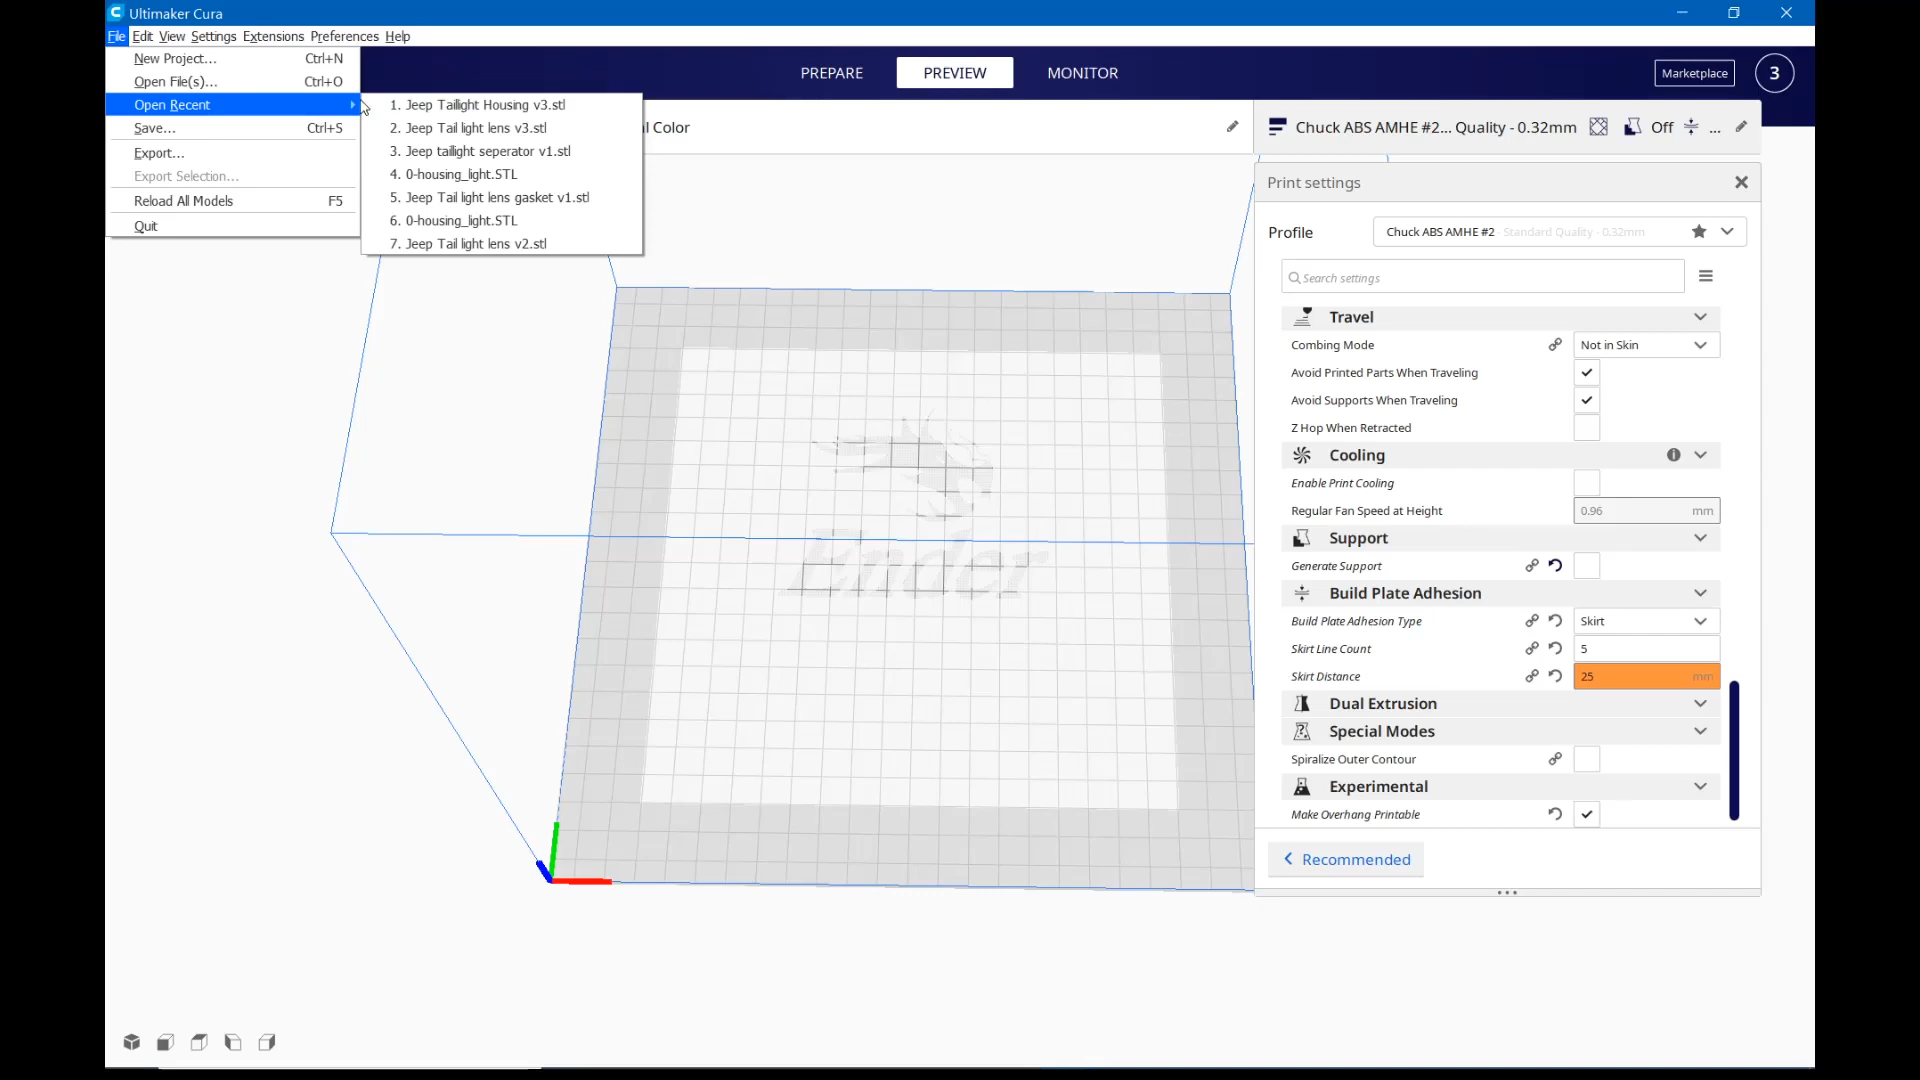 Ultimaker Cura
File Edit View Settings Extensions Preferences Help
New Project... Ctrl+N
Open File(s)... Ctrl+O
Open Recent
Save... Ctrl+S
Export...
Export Selection...
Reload All Models F5
Quit
1. Jeep Taillight Housing v3.stl
2. Jeep Tail light lens v3.stl
3. Jeep taillight seperator v1.stl
4. 0-housing_light.STL
5. Jeep Tail light lens gasket v1.stl
6. 0-housing_light.STL
7. Jeep Tail light lens v2.stl
PREPARE PREVIEW MONITOR
Marketplace 3
l Color
Chuck ABS AMHE #2... Quality - 0.32mm Off ...
Print settings
Profile Chuck ABS AMHE #2 - Standard Quality - 0.32mm
Search settings
Travel
Combing Mode Not in Skin
Avoid Printed Parts When Traveling
Avoid Supports When Traveling
Z Hop When Retracted
Cooling
Enable Print Cooling
Regular Fan Speed at Height 0.96 mm
Support
Generate Support
Build Plate Adhesion
Build Plate Adhesion Type Skirt
Skirt Line Count 5
Skirt Distance 25 mm
Dual Extrusion
Special Modes
Spiralize Outer Contour
Experimental
Make Overhang Printable
Recommended
Ender